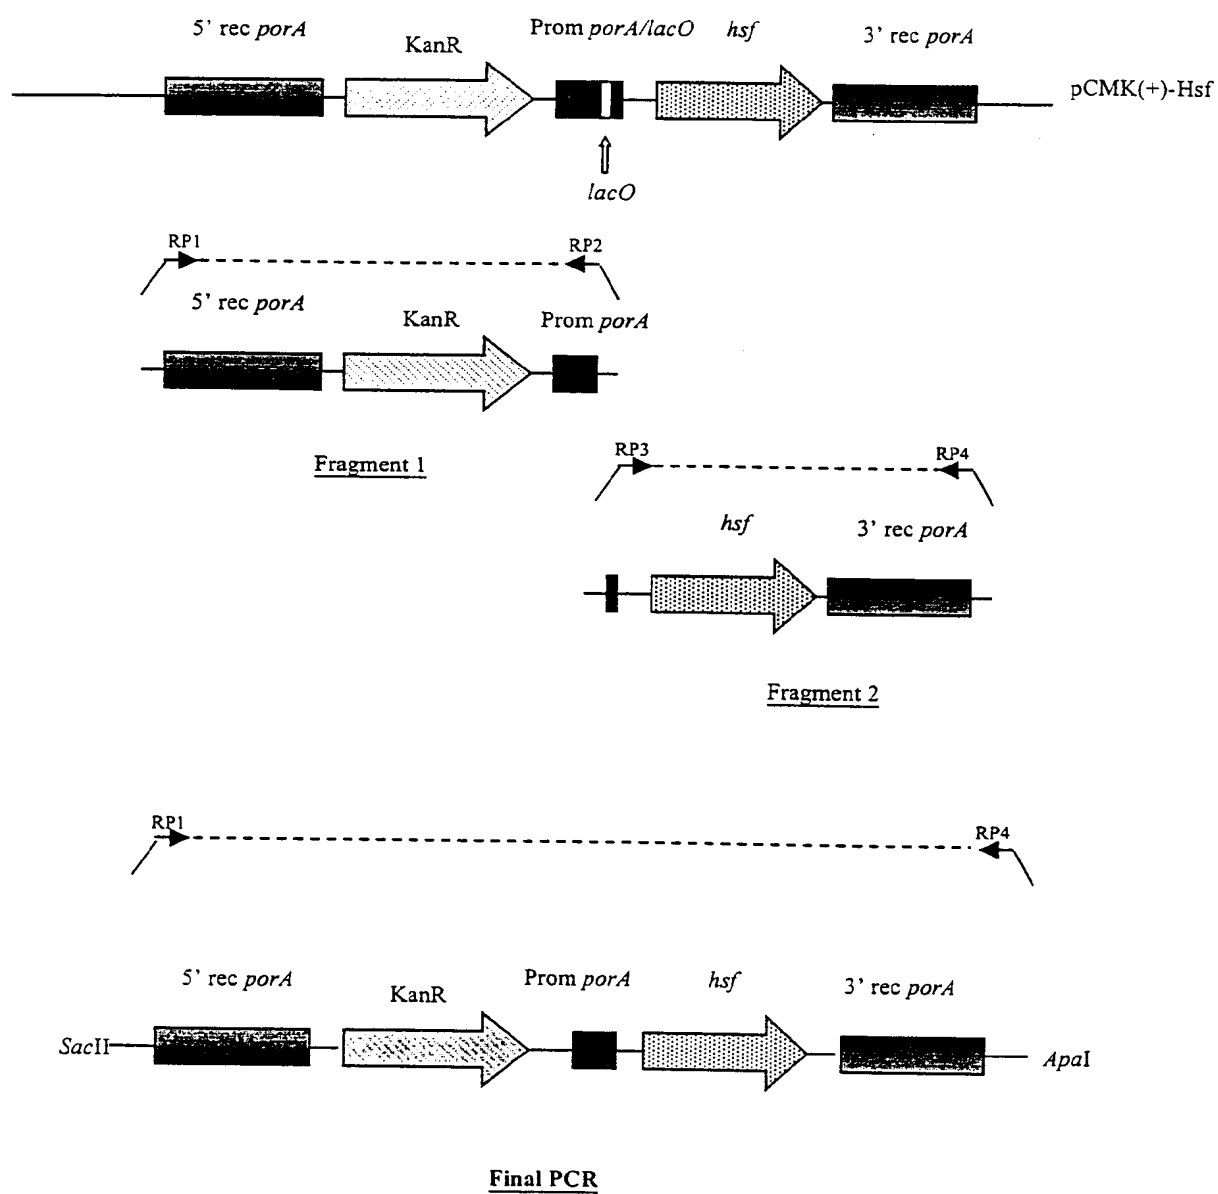 5’ rec porA
KanR
Prom porA/lacO
hsf
3’ rec porA
pCMK(+)-Hsf
lacO
RP1
RP2
5’ rec porA
KanR
Prom porA
Fragment 1
RP3
RP4
hsf
3’ rec porA
Fragment 2
RP1
RP4
5’ rec porA
KanR
Prom porA
hsf
3’ rec porA
SacII
ApaI
Final PCR